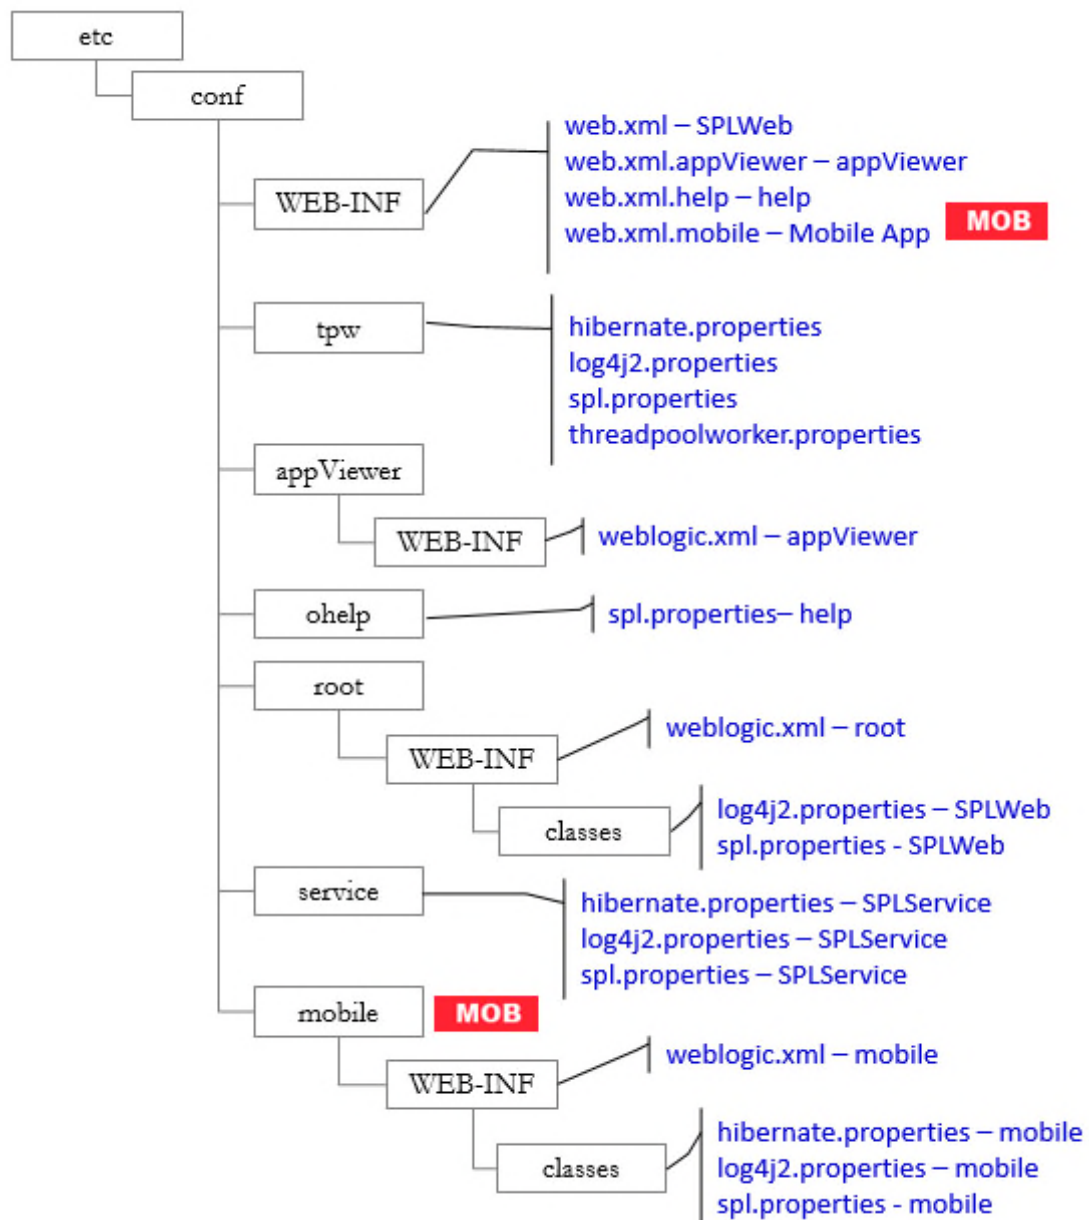 etc
conf
WEB-INF
web.xml – SPLWeb
web.xml.appViewer – appViewer
web.xml.help – help
web.xml.mobile – Mobile App MOB
tpw
hibernate.properties
log4j2.properties
spl.properties
threadpoolworker.properties
appViewer
WEB-INF
weblogic.xml – appViewer
ohelp
spl.properties– help
root
WEB-INF
weblogic.xml – root
classes
log4j2.properties – SPLWeb
spl.properties - SPLWeb
service
hibernate.properties – SPLService
log4j2.properties – SPLService
spl.properties – SPLService
mobile MOB
WEB-INF
weblogic.xml – mobile
classes
hibernate.properties – mobile
log4j2.properties – mobile
spl.properties - mobile